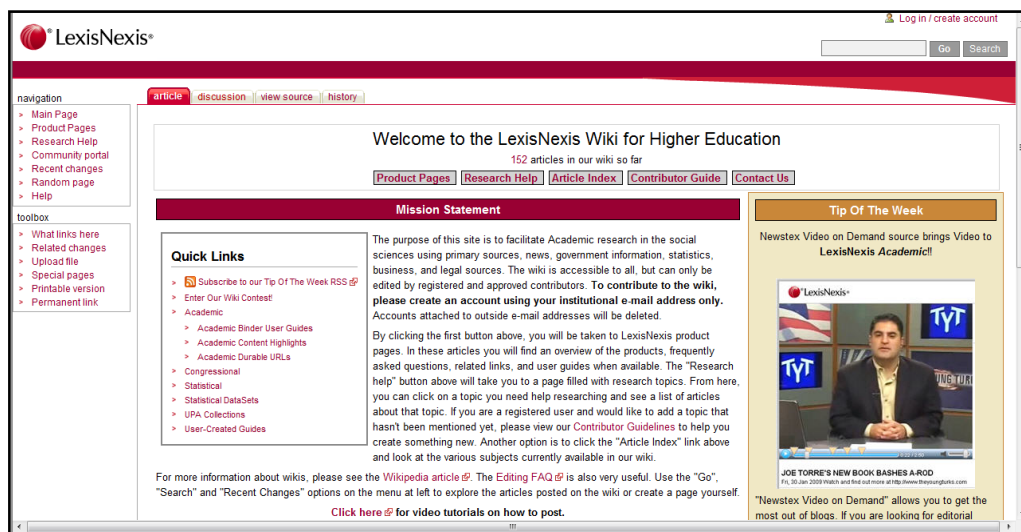 Log in / create account
LexisNexis®
Go Search
navigation
Main Page
Product Pages
Research Help
Community portal
Recent changes
Random page
Help
toolbox
What links here
Related changes
Upload file
Special pages
Printable version
Permanent link
article discussion view source history
Welcome to the LexisNexis Wiki for Higher Education
152 articles in our wiki so far
Product Pages Research Help Article Index Contributor Guide Contact Us
Mission Statement
Quick Links
Subscribe to our Tip Of The Week RSS
Enter Our Wiki Contest!
Academic
Academic Binder User Guides
Academic Content Highlights
Academic Durable URLs
Congressional
Statistical
Statistical DataSets
UPA Collections
User-Created Guides
The purpose of this site is to facilitate Academic research in the social
sciences using primary sources, news, government information, statistics,
business, and legal sources. The wiki is accessible to all, but can only be
edited by registered and approved contributors. To contribute to the wiki,
please create an account using your institutional e-mail address only.
Accounts attached to outside e-mail addresses will be deleted.
By clicking the first button above, you will be taken to LexisNexis product
pages. In these articles you will find an overview of the products, frequently
asked questions, related links, and user guides when available. The "Research
help" button above will take you to a page filled with research topics. From here,
you can click on a topic you need help researching and see a list of articles
about that topic. If you are a registered user and would like to add a topic that
hasn't been mentioned yet, please view our Contributor Guidelines to help you
create something new. Another option is to click the "Article Index" link above
and look at the various subjects currently available in our wiki.
For more information about wikis, please see the Wikipedia article. The Editing FAQ is also very useful. Use the "Go",
"Search" and "Recent Changes" options on the menu at left to explore the articles posted on the wiki or create a page yourself.
Click here for video tutorials on how to post.
Tip Of The Week
Newstex Video on Demand source brings Video to
LexisNexis Academic!!
LexisNexis®
TYT
TYT
JOE TORRE'S NEW BOOK BASHES A-ROD
Fri, 30 Jan 2009 Watch and find out more at http://www.theyoungturks.com
"Newstex Video on Demand" allows you to get the
most out of blogs. If you are looking for editorial